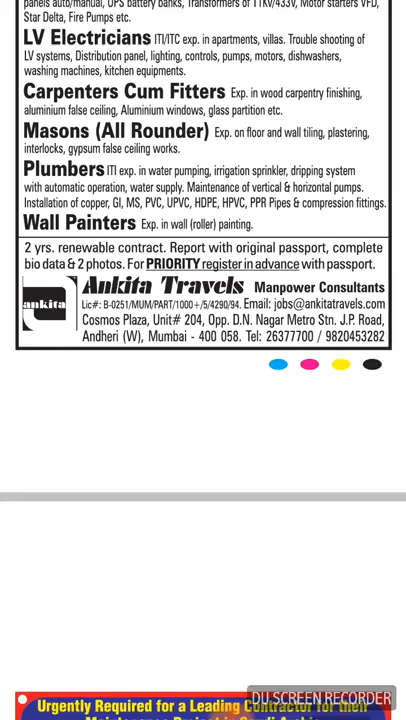 panels auto/manual, UPS battery banks, Transformers of 11KV/433V, Motor starters VFD,
Star Delta, Fire Pumps etc.
LV Electricians ITI/ITC exp. in apartments, villas. Trouble shooting of
LV systems, Distribution panel, lighting, controls, pumps, motors, dishwashers,
washing machines, kitchen equipments.
Carpenters Cum Fitters Exp. in wood carpentry finishing,
aluminium false ceiling, Aluminium windows, glass partition etc.
Masons (All Rounder) Exp. on floor and wall tiling, plastering,
interlocks, gypsum false ceiling works.
Plumbers ITI exp. in water pumping, irrigation sprinkler, dripping system
with automatic operation, water supply. Maintenance of vertical & horizontal pumps.
Installation of copper, GI, MS, PVC, UPVC, HDPE, HPVC, PPR Pipes & compression fittings.
Wall Painters Exp. in wall (roller) painting.
2 yrs. renewable contract. Report with original passport, complete
bio data & 2 photos. For PRIORITY register in advance with passport.
ankita
Ankita Travels Manpower Consultants
Lic#: B-0251/MUM/PART/1000+/5/4290/94. Email: jobs@ankitatravels.com
Cosmos Plaza, Unit# 204, Opp. D.N. Nagar Metro Stn. J.P. Road,
Andheri (W), Mumbai - 400 058. Tel: 26377700 / 9820453282
DU SCREEN RECORDER
Urgently Required for a Leading Contractor for their